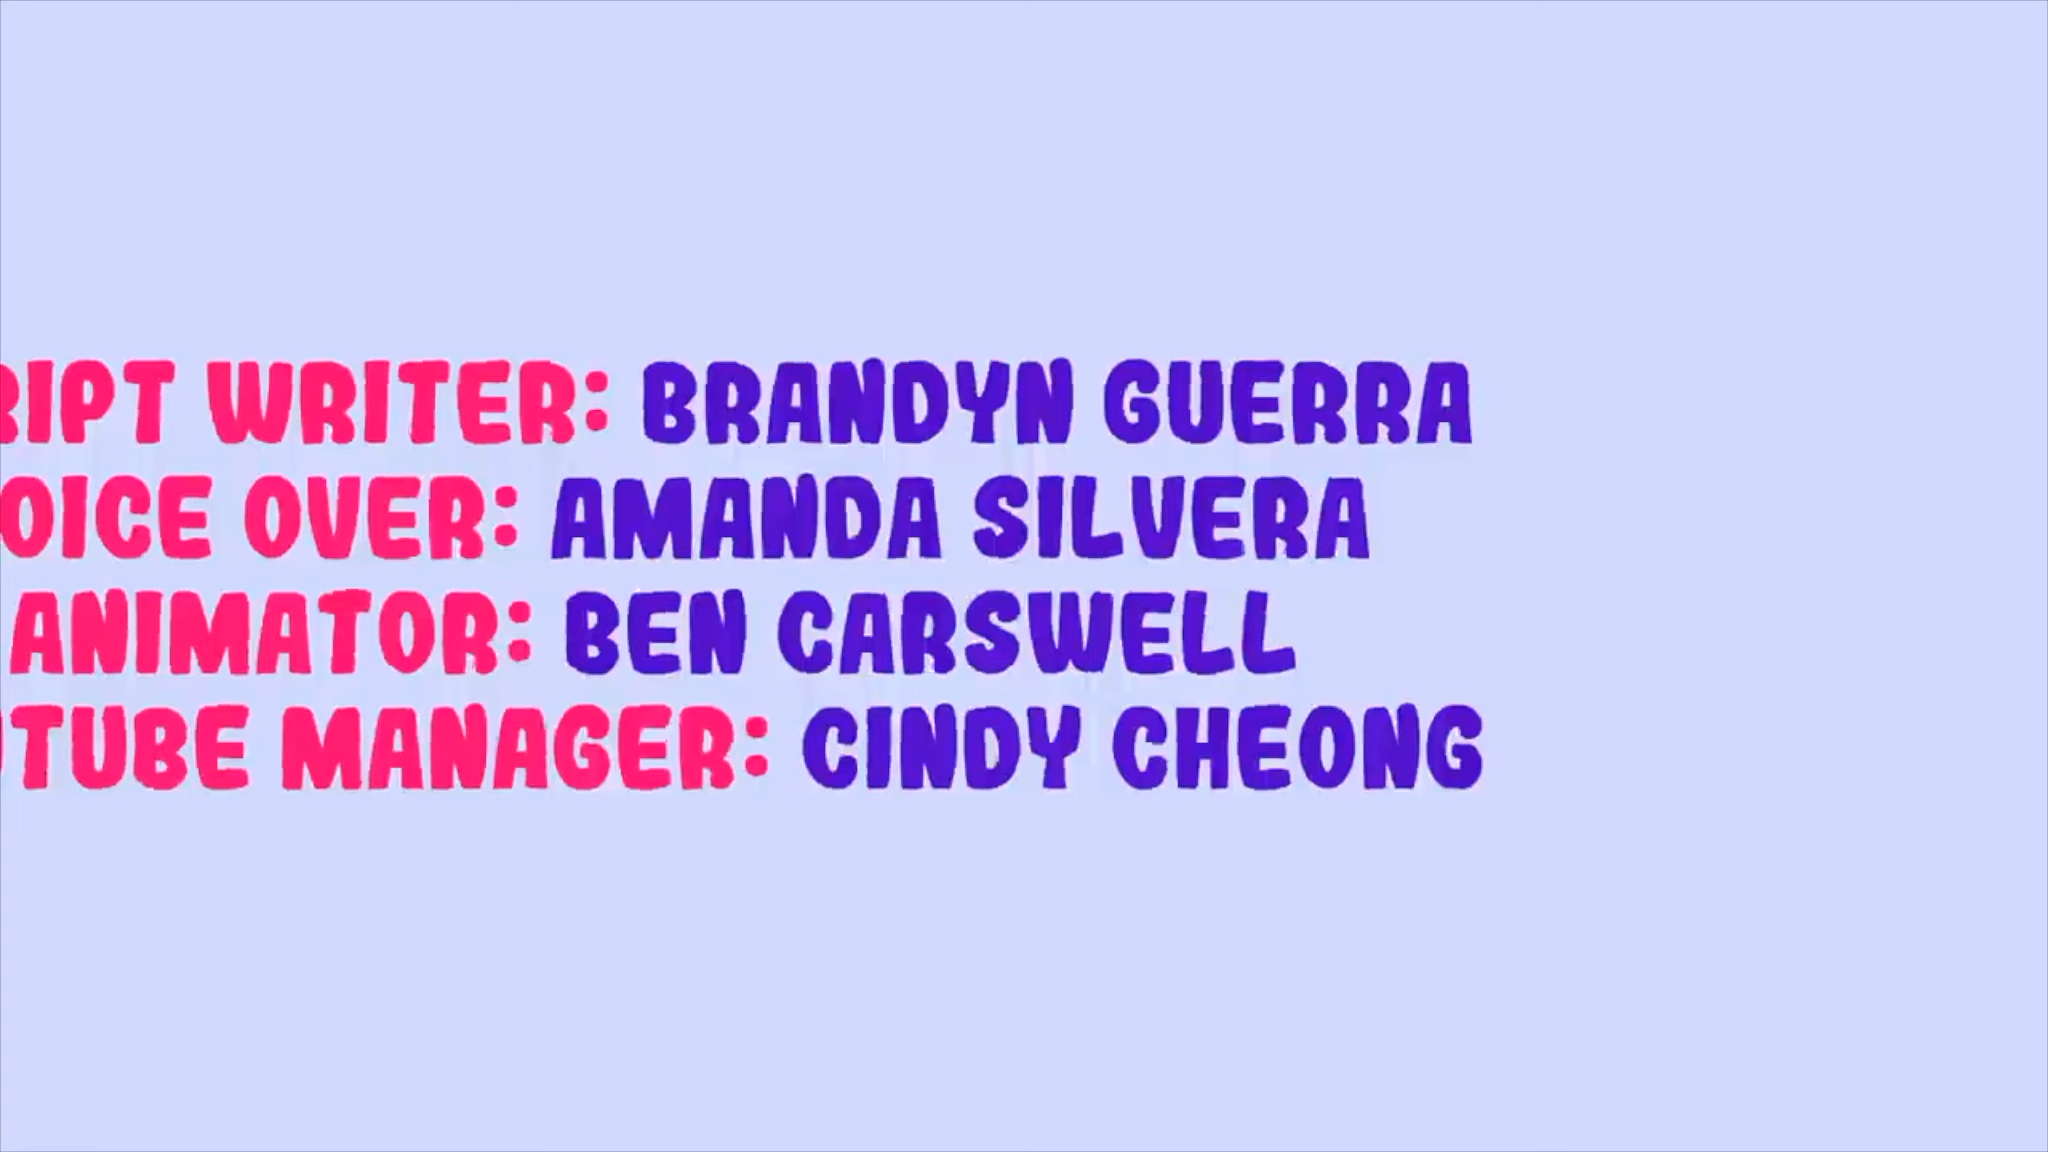 RIPT WRITER: BRANDYN GUERRA
OICE OVER: AMANDA SILVERA
ANIMATOR: BEN CARSWELL
UTUBE MANAGER: CINDY CHEONG